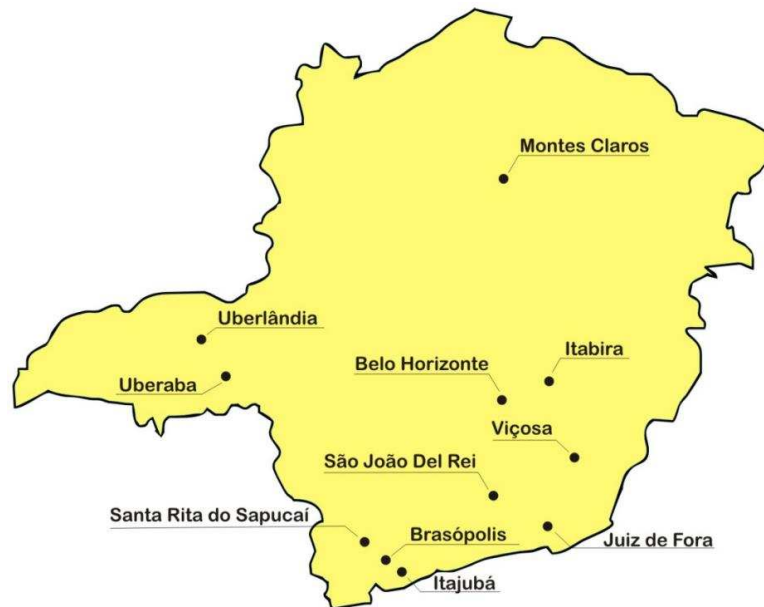 Montes Claros
Uberlândia
Itabira
Belo Horizonte
Uberaba
Viçosa
São João Del Rei
Santa Rita do Sapucaí
Brasópolis
Juiz de Fora
Itajubá